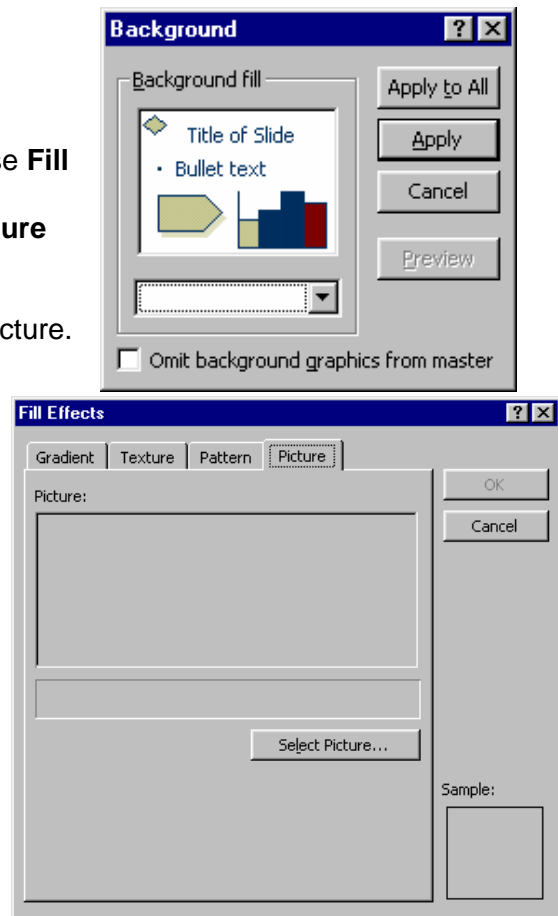 Background
Background fill
Title of Slide
• Bullet text
Apply to All
Apply
Cancel
Preview
Omit background graphics from master
Fill
ure
cture.
Fill Effects
Gradient Texture Pattern Picture
Picture:
OK
Cancel
Select Picture...
Sample: